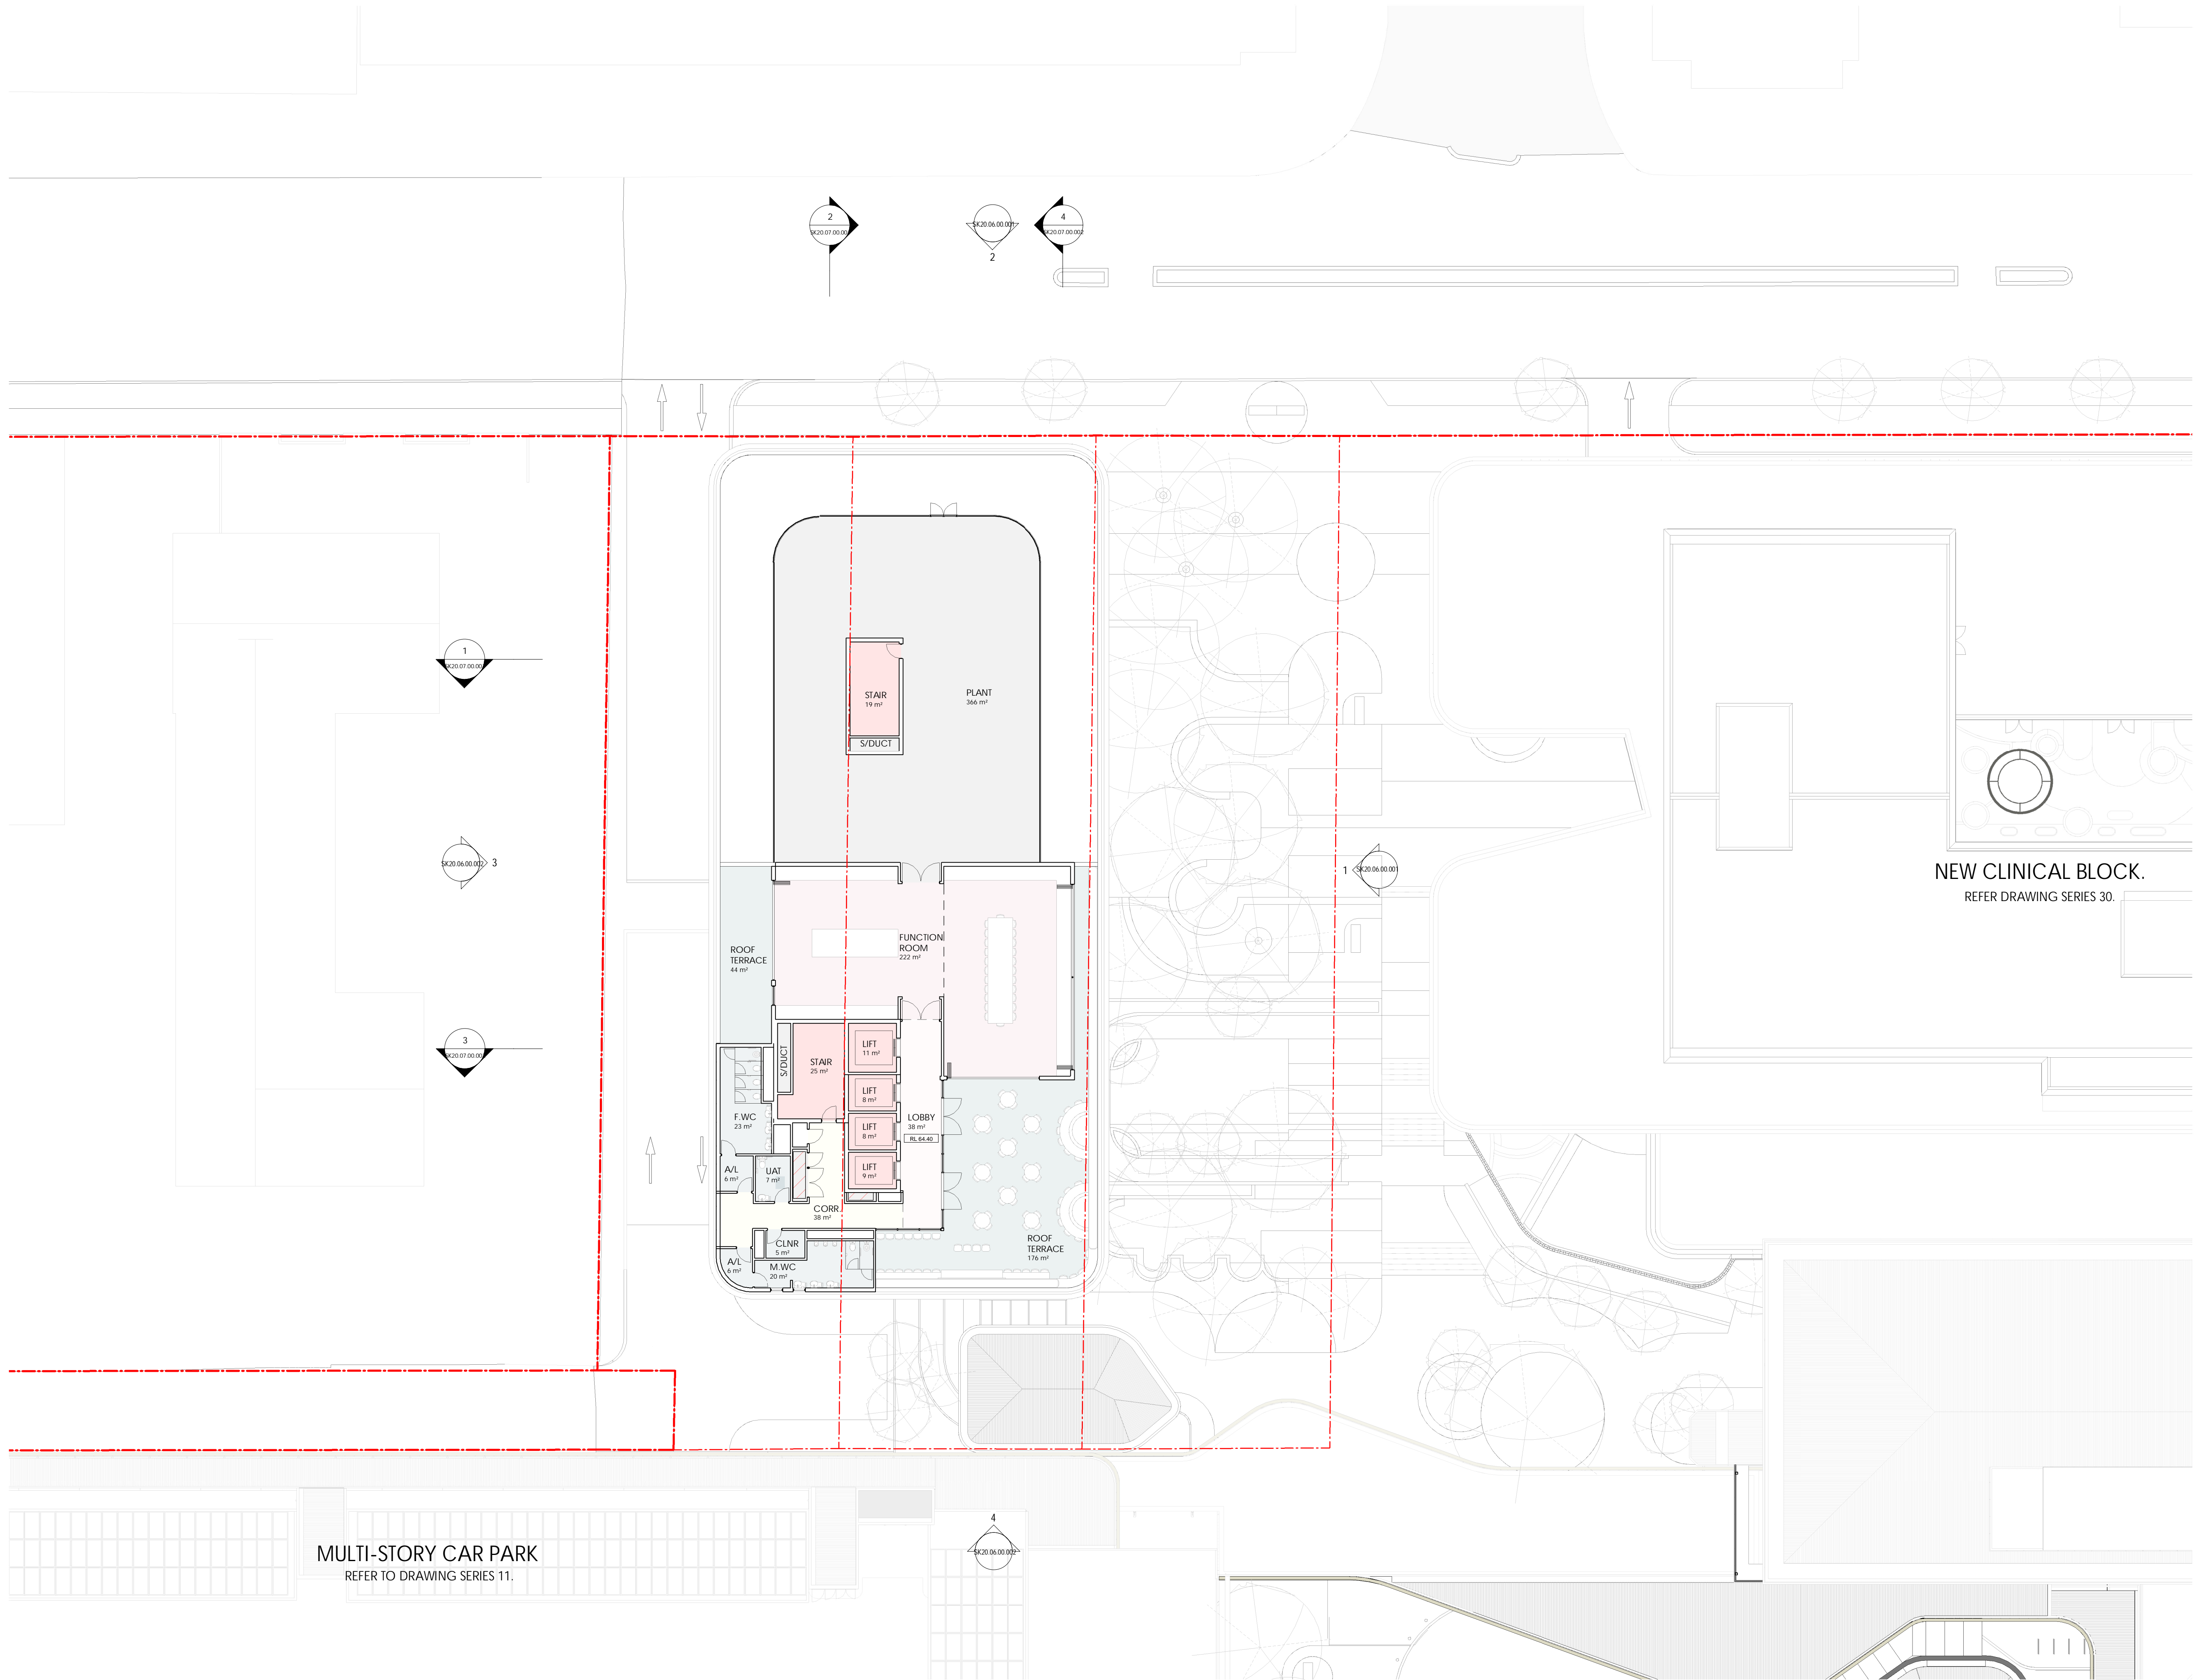 2
SK20.07.00.00
SK20.06.00.001
2
4
SK20.07.00.002
1
SK20.07.00.00
STAIR
19 m²
PLANT
366 m²
S/DUCT
SK20.06.00.002
3
1
SK20.06.00.001
NEW CLINICAL BLOCK.
REFER DRAWING SERIES 30.
ROOF
TERRACE
44 m²
FUNCTION
ROOM
222 m²
3
SK20.07.00.00
S/DUCT
STAIR
25 m²
LIFT
11 m²
LIFT
8 m²
LIFT
8 m²
LIFT
9 m²
LOBBY
38 m²
RL 64.40
F.WC
23 m²
A/L
6 m²
UAT
7 m²
CORR.
38 m²
CLNR
5 m²
A/L
6 m²
M.WC
20 m²
ROOF
TERRACE
176 m²
4
SK20.06.00.002
MULTI-STORY CAR PARK
REFER TO DRAWING SERIES 11.